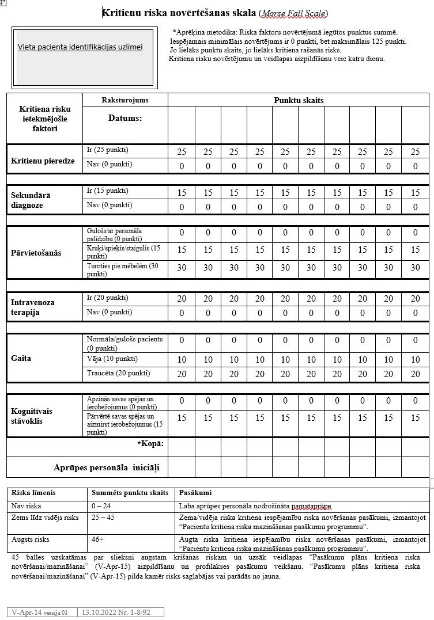 Kritienu riska novērtēšanas skala (Morse Fall Scale)
Vieta pacienta identifikācijas uzlīmei
*Aprēķina metodika: Riska faktoru novērtējumā iegūtos punktus summē.
Iespējamais minimālais novērtējums ir 0 punkti, bet maksimālais 125 punkti.
Jo lielāks punktu skaits, jo lielāks kritiena rašanās risks.
Kritiena risku novērtējumu un veidlapas aizpildīšanu veic katru dienu.
Kritiena risku ietekmējošie faktori
Raksturojums
Punktu skaits
Datums:
Kritienu pieredze
Ir (25 punkti) 25 25 25 25 25 25 25 25 25 25
Nav (0 punkti) 0 0 0 0 0 0 0 0 0 0
Sekundārā diagnoze
Ir (15 punkti) 15 15 15 15 15 15 15 15 15 15
Nav (0 punkti) 0 0 0 0 0 0 0 0 0 0
Pārvietošanās
Guļošs/ar personāla palīdzību (0 punkti) 0 0 0 0 0 0 0 0 0 0
Kruķi/spieķis/staigulis (15 punkti) 15 15 15 15 15 15 15 15 15 15
Turoties pie mēbelēm (30 punkti) 30 30 30 30 30 30 30 30 30 30
Intravenoza terapija
Ir (20 punkti) 20 20 20 20 20 20 20 20 20 20
Nav (0 punkti) 0 0 0 0 0 0 0 0 0 0
Gaita
Normāla/guļošs pacients (0 punkti) 0 0 0 0 0 0 0 0 0 0
Vāja (10 punkti) 10 10 10 10 10 10 10 10 10 10
Traucēta (20 punkti) 20 20 20 20 20 20 20 20 20 20
Kognitīvais stāvoklis
Apzinās savas spējas un ierobežojumus (0 punkti) 0 0 0 0 0 0 0 0 0 0
Pārvērtē savas spējas un aizmirst ierobežojumus (15 punkti) 15 15 15 15 15 15 15 15 15 15
*Kopā:
Aprūpes personāla iniciāļi
Riska līmenis Summēts punktu skaits Pasākumi
Nav riska 0 – 24 Laba aprūpes personāla nodrošināta pamataprūpe
Zems līdz vidējs risks 25 – 45 Zema/vidēja riska kritiena iespējamību riska novēršanas pasākumi, izmantojot
"Pacientu kritiena riska mazināšanas pasākumu programmu".
Augsts risks 46+ Augta riska kritiena iespējamību riska novēršanas pasākumi, izmantojot
"Pacientu kritiena riska mazināšanas pasākumu programmu".
45 balles uzskatāmas par slieksni augstam krišanas riskam un uzsāk veidlapas "Pasākumu plāns kritiena riska
novēršanai/mazināšanai" (V-Apr-15) aizpildīšanu un profilakses pasākumu veikšanu. "Pasākumu plāns kritiena riska
novēršanai/mazināšanai" (V-Apr-15) pilda kamēr risks saglabājas vai parādās no jauna.
V-Apr-14 versija 01 13.10.2022 Nr. 1-8/92